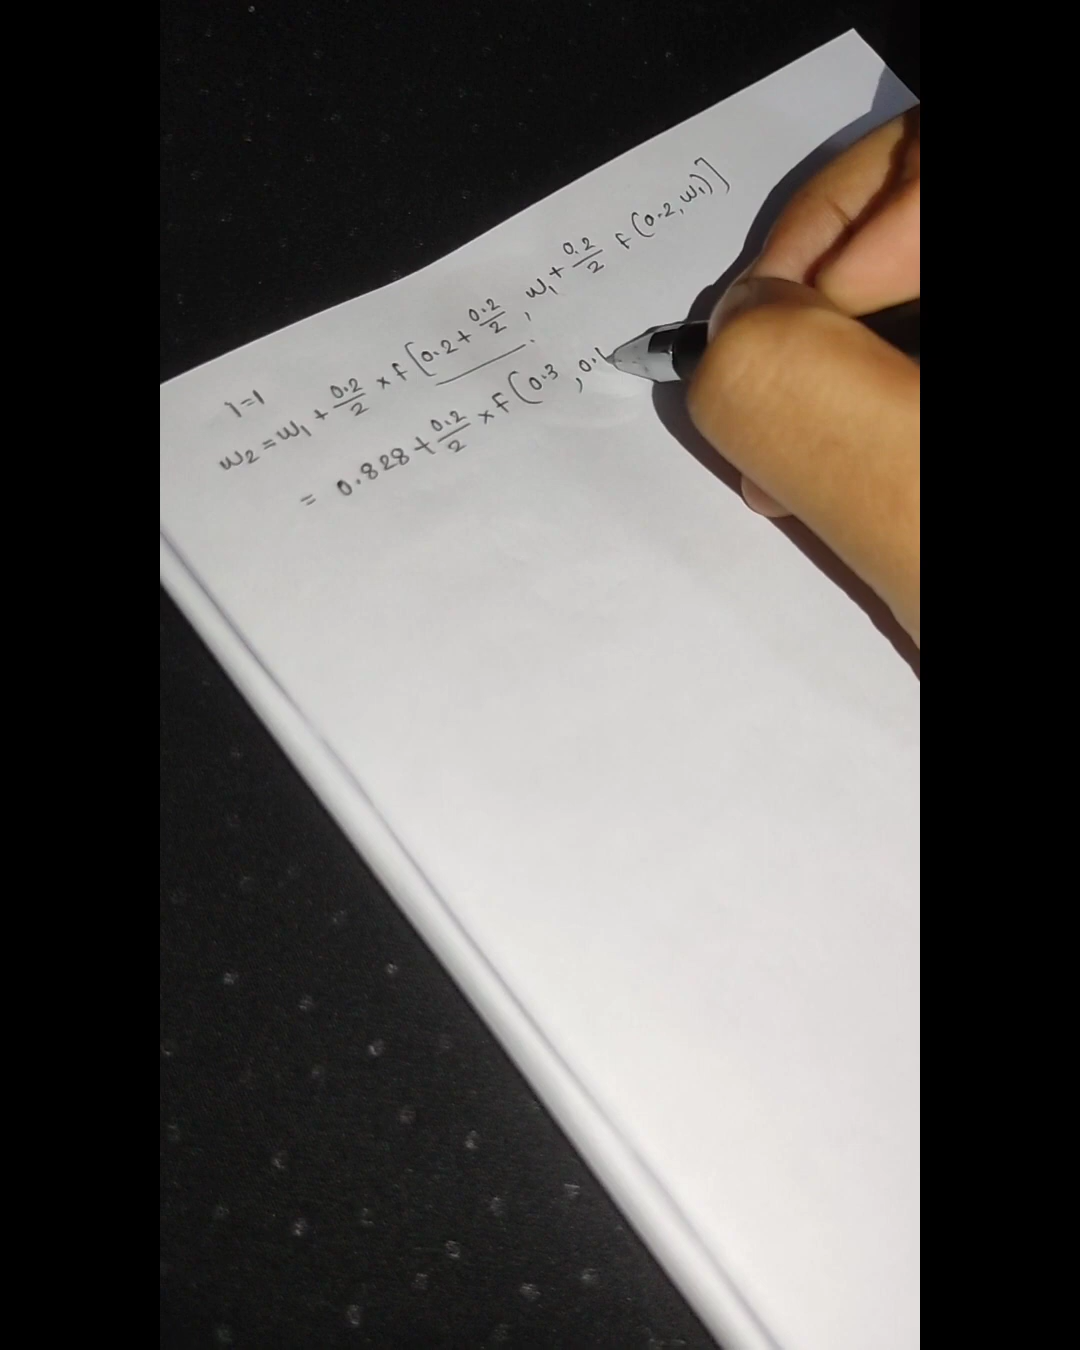 i=1
w₂ = w₁ + 0.2/2 × f [0.2 + 0.2/2 , w₁ + 0.2/2 f (0.2, w₁)]
= 0.828 + 0.2/2 × f (0.3 , 0.